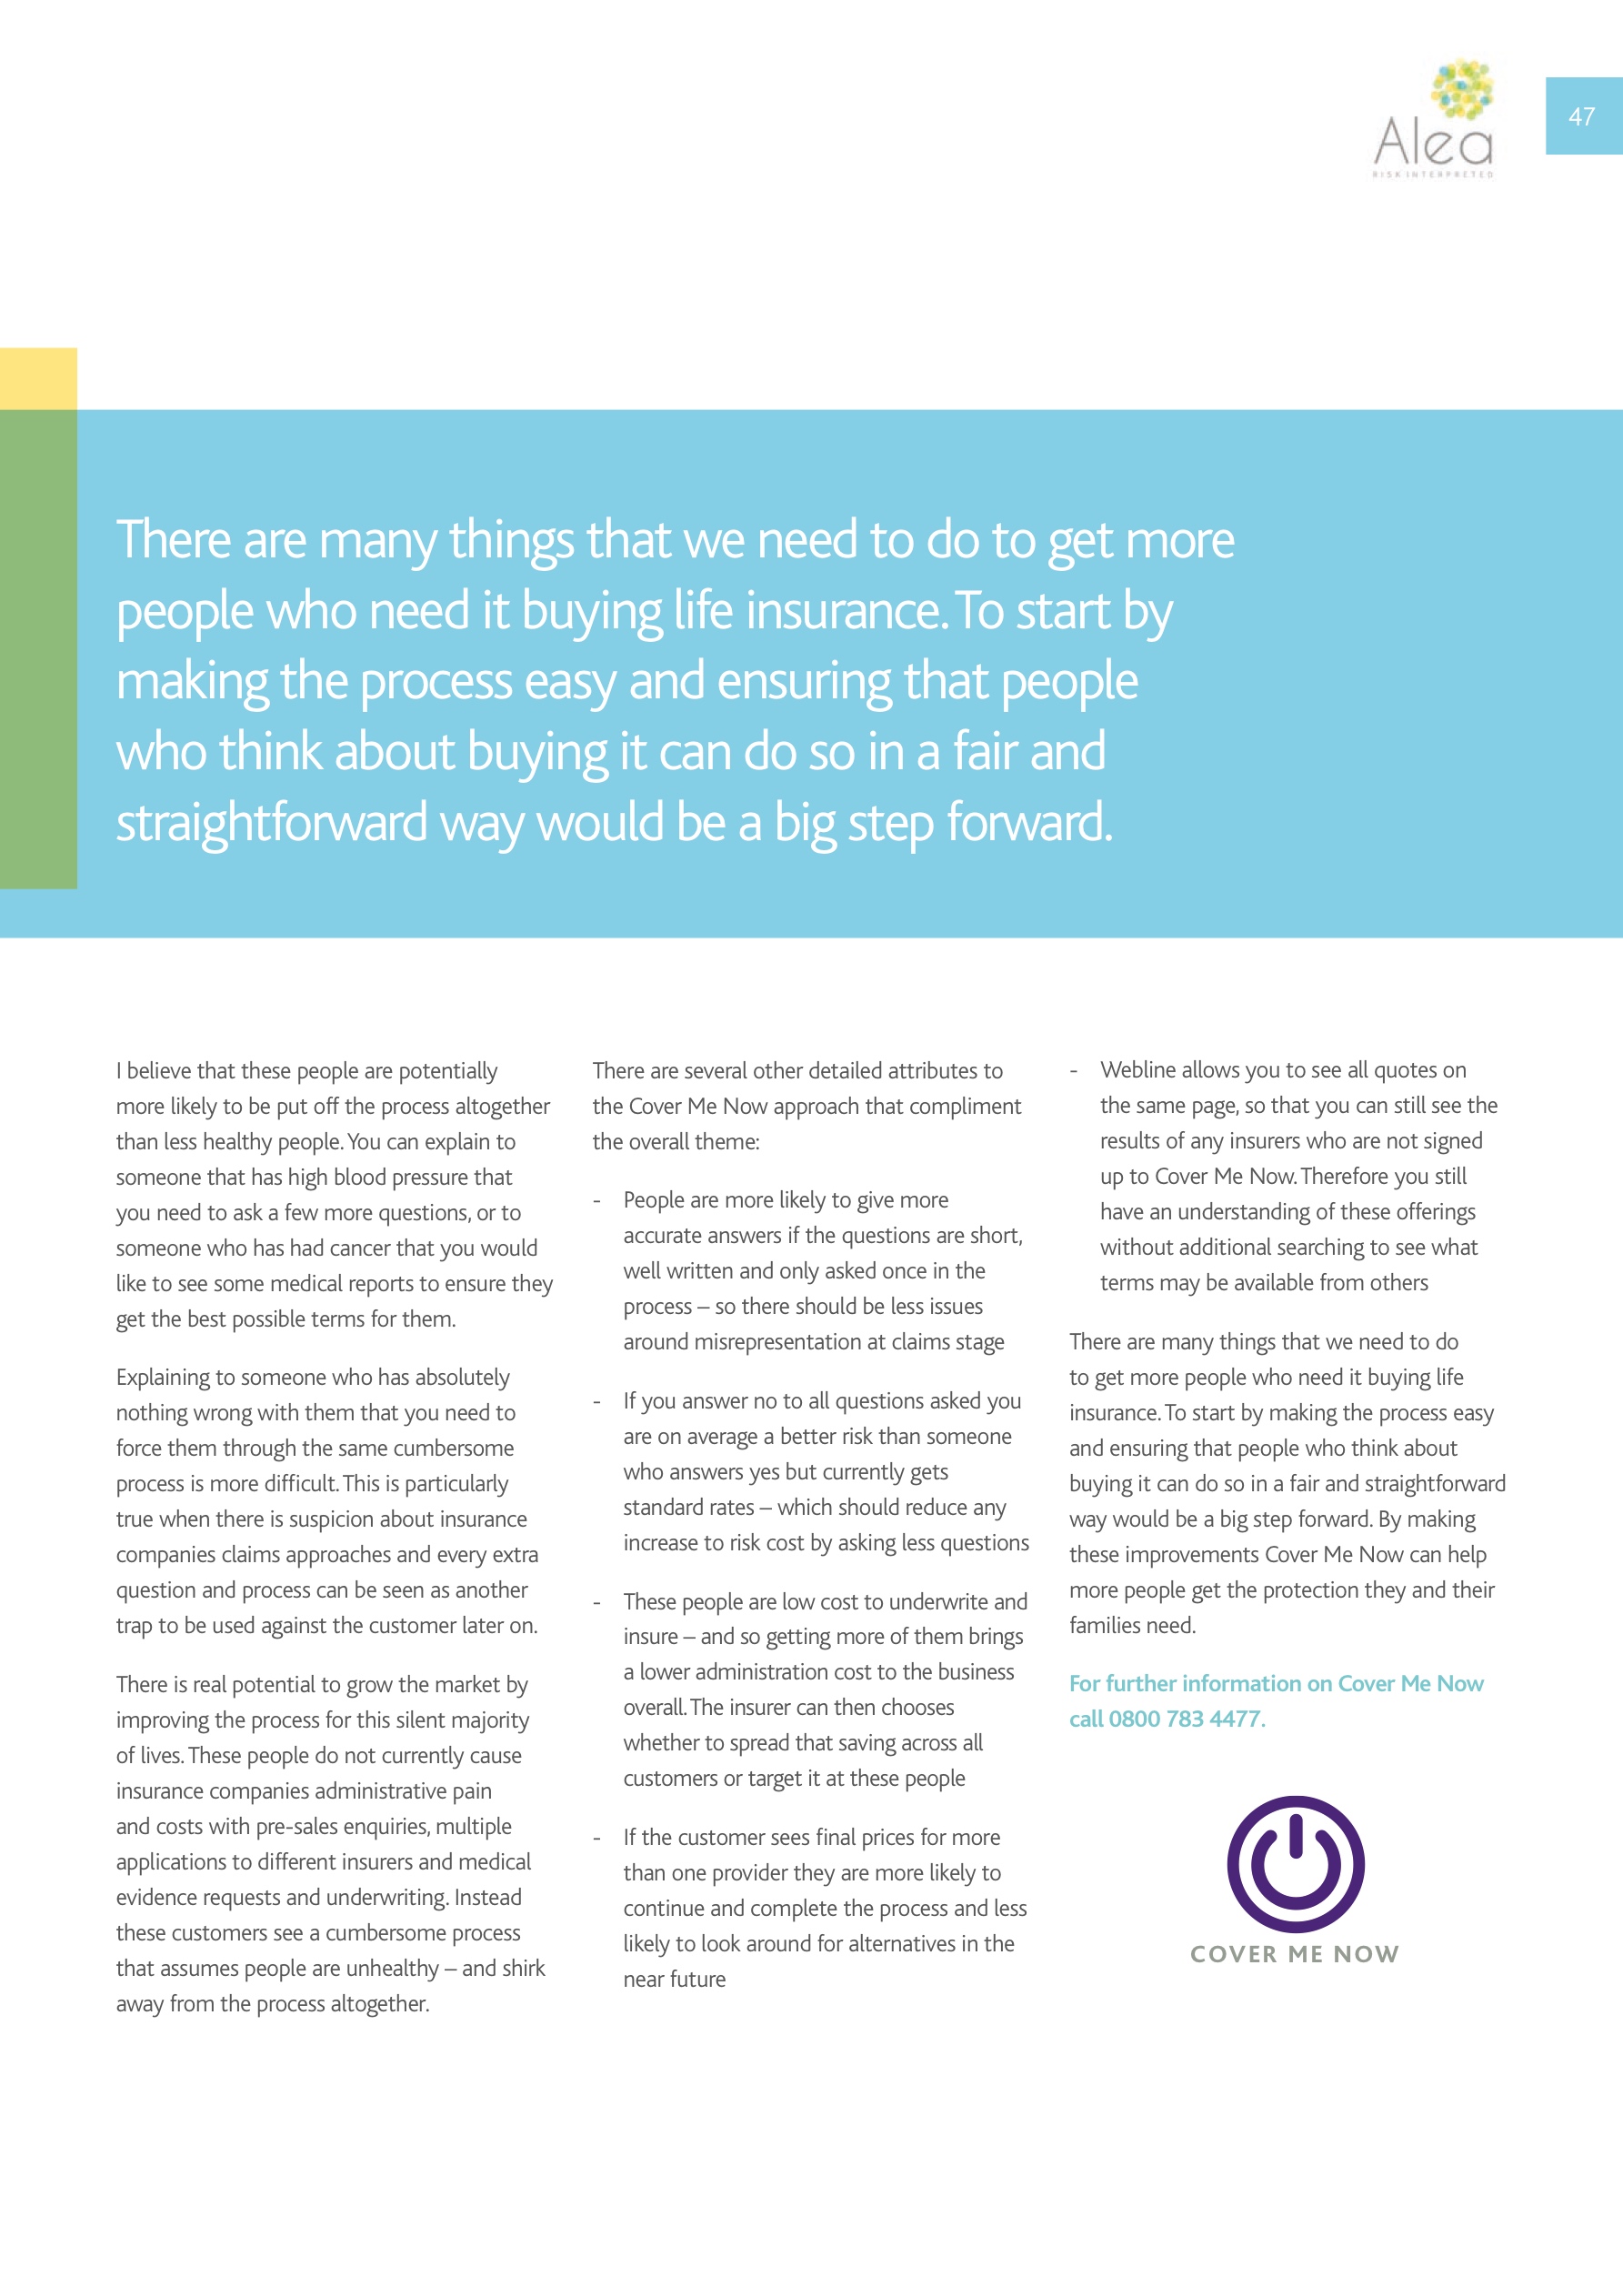 Alea
RISK INTERPRETED
47
There are many things that we need to do to get more
people who need it buying life insurance. To start by
making the process easy and ensuring that people
who think about buying it can do so in a fair and
straightforward way would be a big step forward.
I believe that these people are potentially
more likely to be put off the process altogether
than less healthy people. You can explain to
someone that has high blood pressure that
you need to ask a few more questions, or to
someone who has had cancer that you would
like to see some medical reports to ensure they
get the best possible terms for them.
Explaining to someone who has absolutely
nothing wrong with them that you need to
force them through the same cumbersome
process is more difficult. This is particularly
true when there is suspicion about insurance
companies claims approaches and every extra
question and process can be seen as another
trap to be used against the customer later on.
There is real potential to grow the market by
improving the process for this silent majority
of lives. These people do not currently cause
insurance companies administrative pain
and costs with pre-sales enquiries, multiple
applications to different insurers and medical
evidence requests and underwriting. Instead
these customers see a cumbersome process
that assumes people are unhealthy – and shirk
away from the process altogether.
There are several other detailed attributes to
the Cover Me Now approach that compliment
the overall theme:
- People are more likely to give more
accurate answers if the questions are short,
well written and only asked once in the
process – so there should be less issues
around misrepresentation at claims stage
- If you answer no to all questions asked you
are on average a better risk than someone
who answers yes but currently gets
standard rates – which should reduce any
increase to risk cost by asking less questions
- These people are low cost to underwrite and
insure – and so getting more of them brings
a lower administration cost to the business
overall. The insurer can then chooses
whether to spread that saving across all
customers or target it at these people
- If the customer sees final prices for more
than one provider they are more likely to
continue and complete the process and less
likely to look around for alternatives in the
near future
- Webline allows you to see all quotes on
the same page, so that you can still see the
results of any insurers who are not signed
up to Cover Me Now. Therefore you still
have an understanding of these offerings
without additional searching to see what
terms may be available from others
There are many things that we need to do
to get more people who need it buying life
insurance. To start by making the process easy
and ensuring that people who think about
buying it can do so in a fair and straightforward
way would be a big step forward. By making
these improvements Cover Me Now can help
more people get the protection they and their
families need.
For further information on Cover Me Now
call 0800 783 4477.
COVER ME NOW